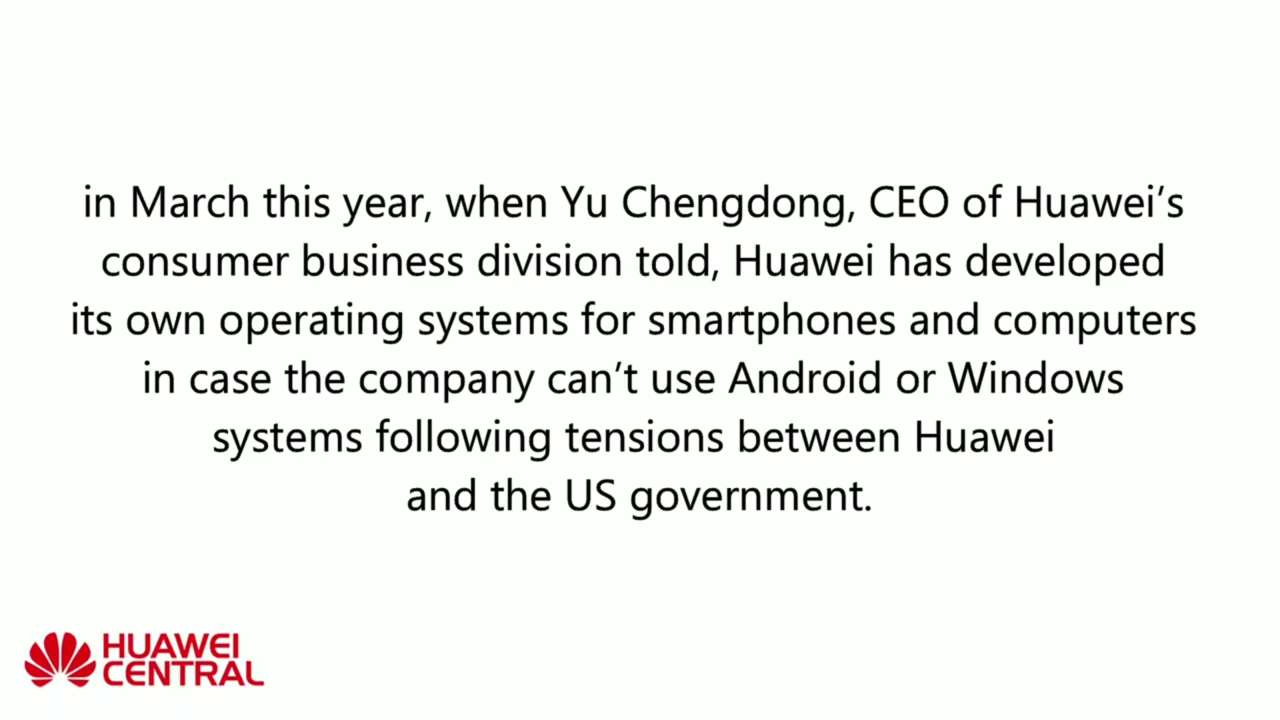 in March this year, when Yu Chengdong, CEO of Huawei’s
consumer business division told, Huawei has developed
its own operating systems for smartphones and computers
in case the company can’t use Android or Windows
systems following tensions between Huawei
and the US government.
HUAWEI
CENTRAL